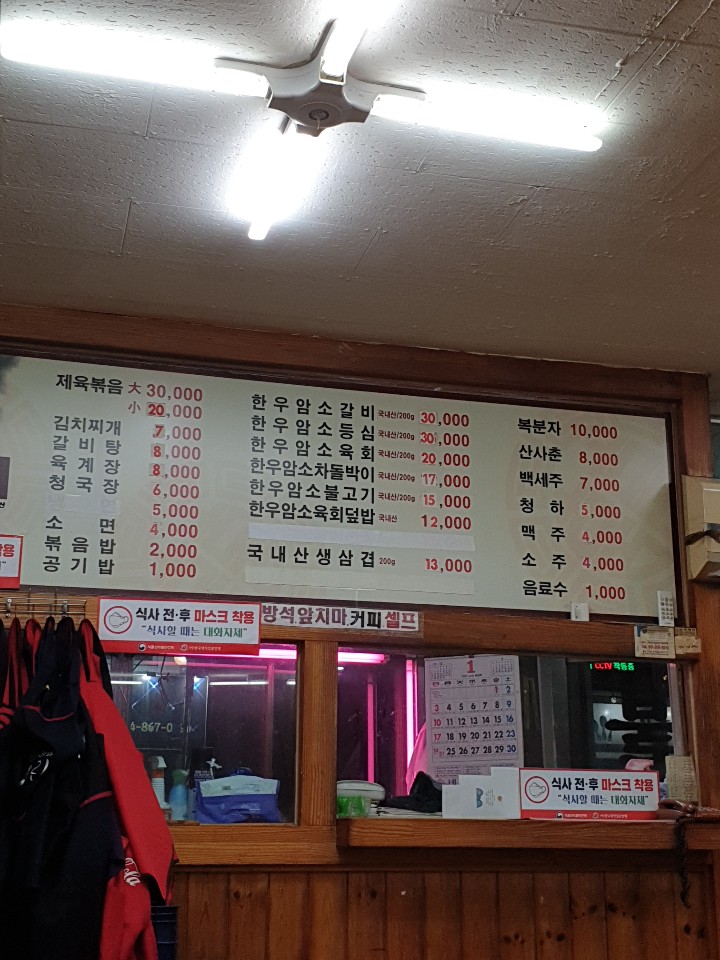 제육볶음 大 30,000
小 20,000
김치찌개 7,000
갈비탕 8,000
육계장 8,000
청국장 6,000
5,000
소면 4,000
볶음밥 2,000
공기밥 1,000
한우암소갈비 국내산/200g 30,000
한우암소등심 국내산/200g 30,000
한우암소육회 국내산/200g 20,000
한우암소차돌박이 국내산/200g 17,000
한우암소불고기 국내산/200g 15,000
한우암소육회덮밥 국내산 12,000
국내산생삼겹 200g 13,000
복분자 10,000
산사춘 8,000
백세주 7,000
청하 5,000
맥주 4,000
소주 4,000
음료수 1,000
착용
식사 전·후 마스크 착용
"식사할 때는 대화자제"
방석,앞치마,커피 셀프
CCTV 작동중
1
1 2
3 4 5 6 7 8 9
10 11 12 13 14 15 16
17 18 19 20 21 22 23
25 26 27 28 29 30
4-867-0
식사 전·후 마스크 착용
"식사할 때는 대화자제"